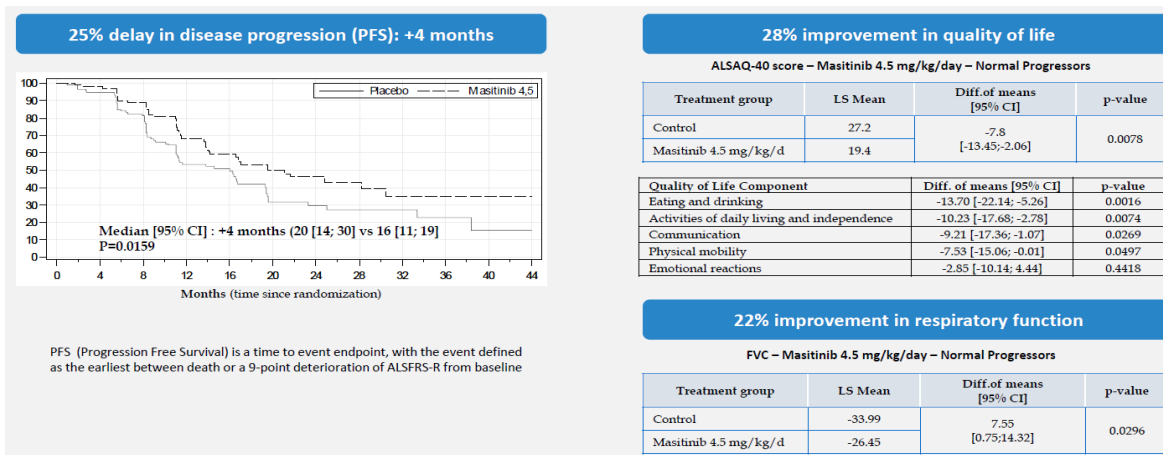 25% delay in disease progression (PFS): +4 months
100
90
80
70
60
50
40
30
20
10
0
Placebo
Masitinib 4,5
Median [95% CI] : +4 months (20 [14; 30] vs 16 [11; 19]
P=0.0159
0 4 8 12 16 20 24 28 32 36 40 44
Months (time since randomization)
PFS (Progression Free Survival) is a time to event endpoint, with the event defined
as the earliest between death or a 9-point deterioration of ALSFRS-R from baseline
28% improvement in quality of life
ALSAQ-40 score – Masitinib 4.5 mg/kg/day – Normal Progressors
Treatment group LS Mean Diff.of means [95% CI] p-value
Control 27.2 -7.8 [-13.45;-2.06] 0.0078
Masitinib 4.5 mg/kg/d 19.4
Quality of Life Component Diff. of means [95% CI] p-value
Eating and drinking -13.70 [-22.14; -5.26] 0.0016
Activities of daily living and independence -10.23 [-17.68; -2.78] 0.0074
Communication -9.21 [-17.36; -1.07] 0.0269
Physical mobility -7.53 [-15.06; -0.01] 0.0497
Emotional reactions -2.85 [-10.14; 4.44] 0.4418
22% improvement in respiratory function
FVC – Masitinib 4.5 mg/kg/day – Normal Progressors
Treatment group LS Mean Diff.of means [95% CI] p-value
Control -33.99 7.55 [0.75;14.32] 0.0296
Masitinib 4.5 mg/kg/d -26.45